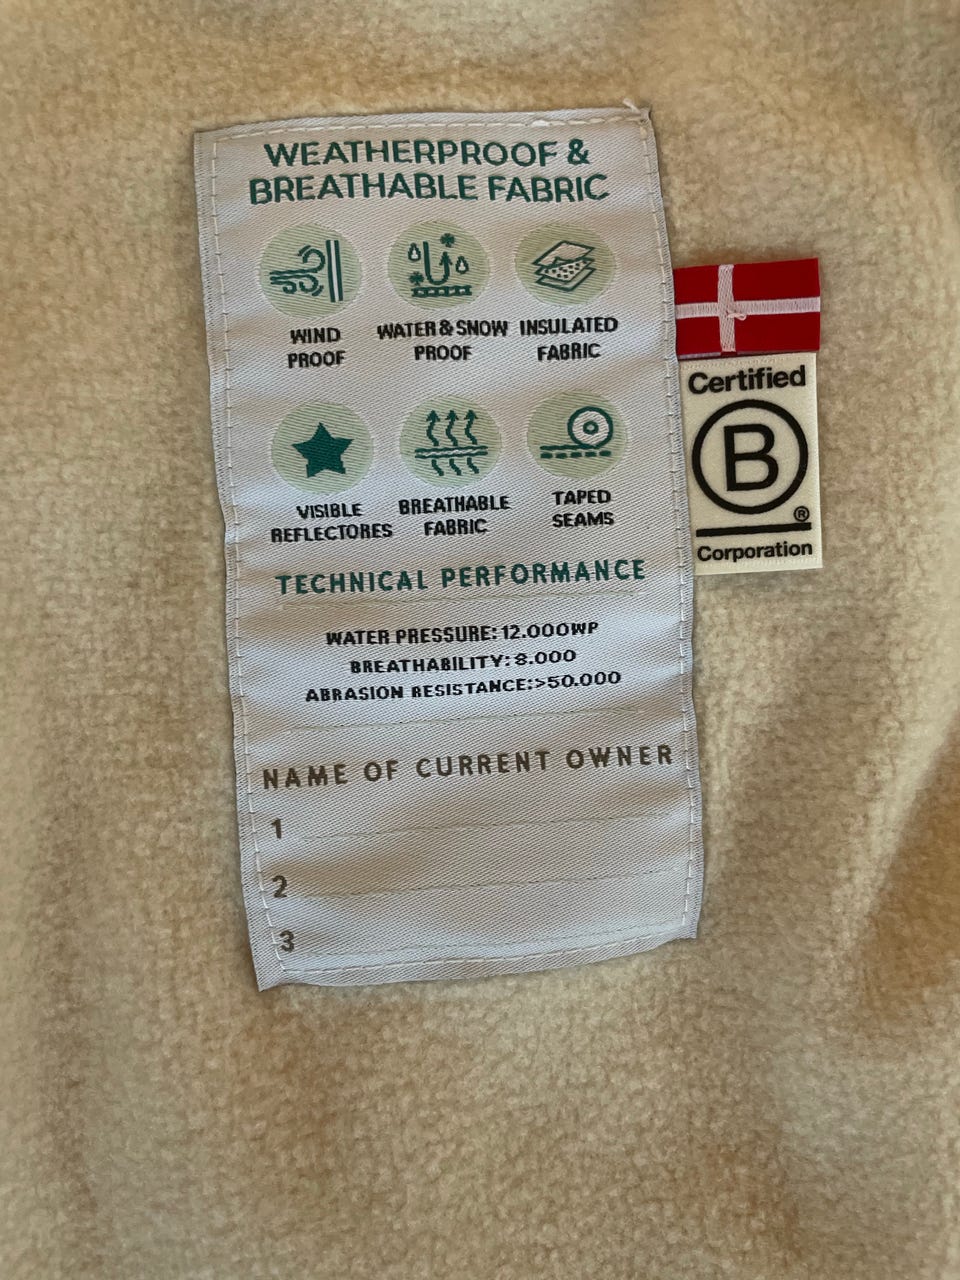 WEATHERPROOF &
BREATHABLE FABRIC
WIND
PROOF
WATER & SNOW
PROOF
INSULATED
FABRIC
VISIBLE
REFLECTORES
BREATHABLE
FABRIC
TAPED
SEAMS
TECHNICAL PERFORMANCE
WATER PRESSURE: 12.000WP
BREATHABILITY: 8.000
ABRASION RESISTANCE:>50.000
NAME OF CURRENT OWNER
1
2
3
Certified
B
®
Corporation